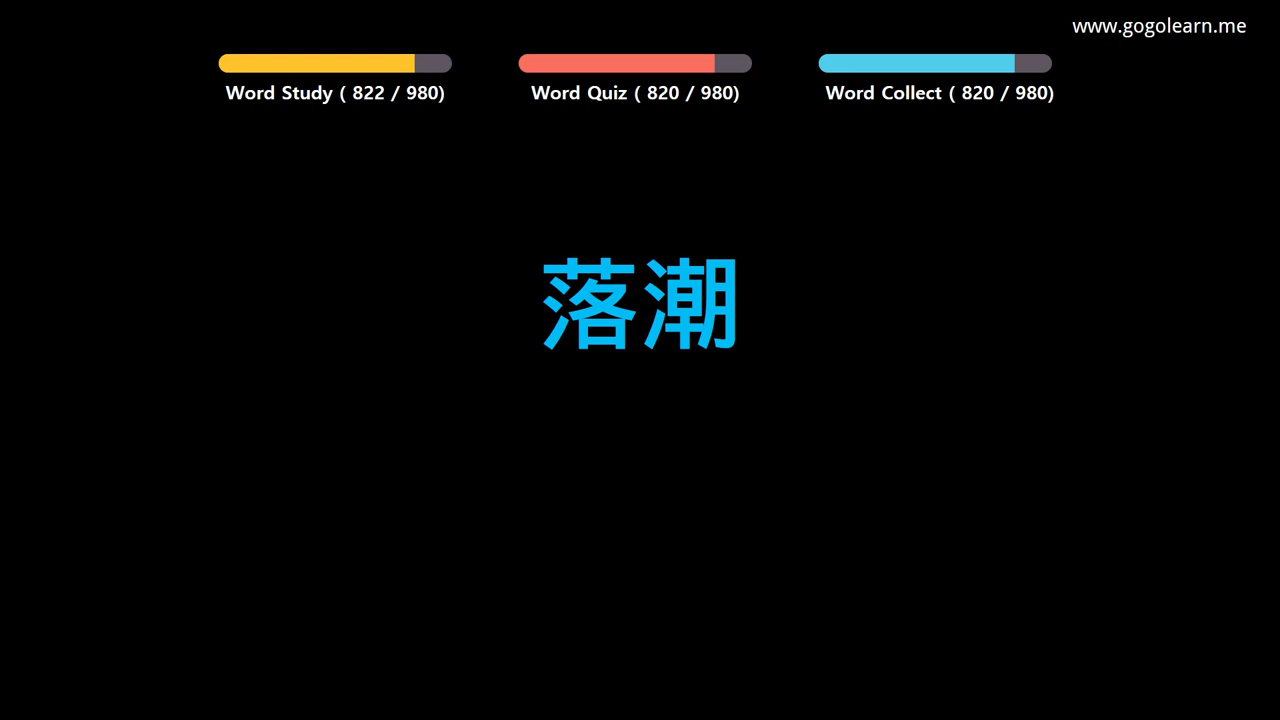 www.gogolearn.me
Word Study ( 822 / 980)
Word Quiz ( 820 / 980)
Word Collect ( 820 / 980)
落潮